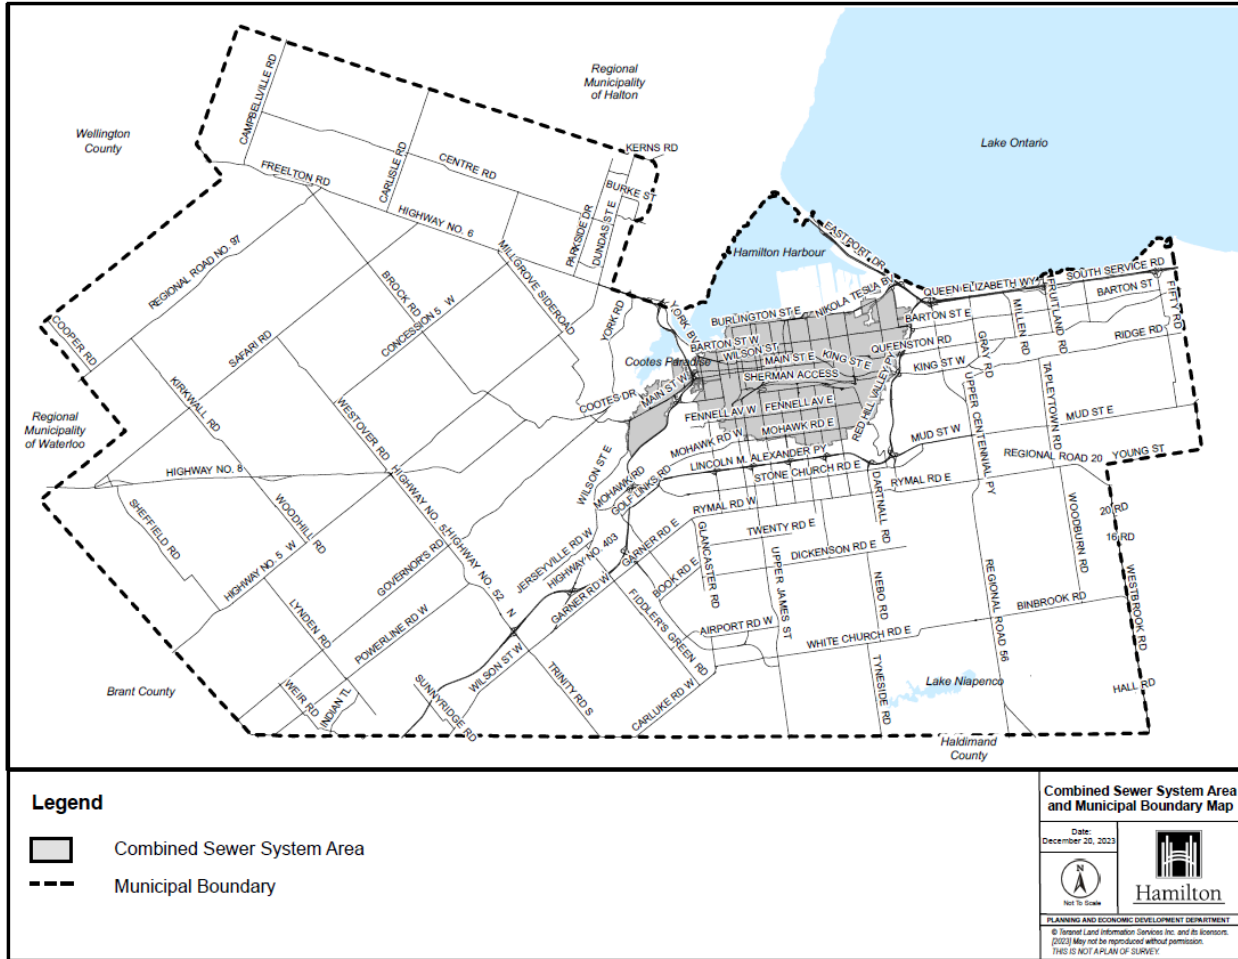 Regional
Municipality
of Halton
Wellington
County
Lake Ontario
CAMPBELLVILLE RD
KERNS RD
CENTRE RD
CARLISLE RD
FREELTON RD
BURKE ST
HIGHWAY NO. 6
PARKSIDE DR
DUNDAS ST E
MILLGROVE SIDEROAD
EASTPORT DR
Hamilton Harbour
REGIONAL ROAD NO. 97
BROCK RD
CONCESSION 5 W
SAFARI RD
COOPER RD
YORK RD
YORK BV
NIKOLA TESLA BV
BURLINGTON ST E
QUEEN ELIZABETH WY
SOUTH SERVICE RD
BARTON ST
FRUITLAND RD
FIFTY RD
MILLEN RD
BARTON ST E
BARTON ST W
WILSON ST
MAIN ST E
KING ST E
QUEENSTON RD
GRAY RD
RIDGE RD
Cootes Paradise
SHERMAN ACCESS
KING ST W
KIRKWALL RD
WESTOVER RD
COOTES DR
MAIN ST W
FENNELL AV W
FENNELL AV E
RED HILL VALLEY PY
UPPER CENTENNIAL PY
TAPLEYTOWN RD
MUD ST E
Regional
Municipality
of Waterloo
MOHAWK RD W
MOHAWK RD E
MUD ST W
HIGHWAY NO. 8
LINCOLN M. ALEXANDER PY
REGIONAL ROAD 20
YOUNG ST
WILSON ST E
MOHAWK RD
GOLF LINKS RD
STONE CHURCH RD E
RYMAL RD E
RYMAL RD W
DARTNALL RD
SHEFFIELD RD
WOODHILL RD
HIGHWAY NO. 5
HIGHWAY NO. 52 N
HIGHWAY NO. 5 W
GOVERNOR'S RD
JERSEYVILLE RD W
HIGHWAY NO. 403
GARNER RD E
GARNER RD W
BOOK RD E
GLANCASTER RD
TWENTY RD E
DICKENSON RD E
UPPER JAMES ST
NEBO RD
REGIONAL ROAD 56
WOODBURN RD
20 RD
16 RD
WESTBROOK RD
BINBROOK RD
LYNDEN RD
POWERLINE RD W
FIDDLER'S GREEN RD
AIRPORT RD W
WHITE CHURCH RD E
WILSON ST W
TRINITY RD S
SUNNYRIDGE RD
CARLUKE RD W
TYNESIDE RD
Lake Niapenco
HALL RD
Brant County
WEIR RD
INDIAN TL
Haldimand
County
Legend
Combined Sewer System Area
Municipal Boundary
Combined Sewer System Area
and Municipal Boundary Map
Date:
December 20, 2023
N
Not To Scale
Hamilton
PLANNING AND ECONOMIC DEVELOPMENT DEPARTMENT
© Teranet Land Information Services Inc. and its licensors.
[2023] May not be reproduced without permission.
THIS IS NOT A PLAN OF SURVEY.